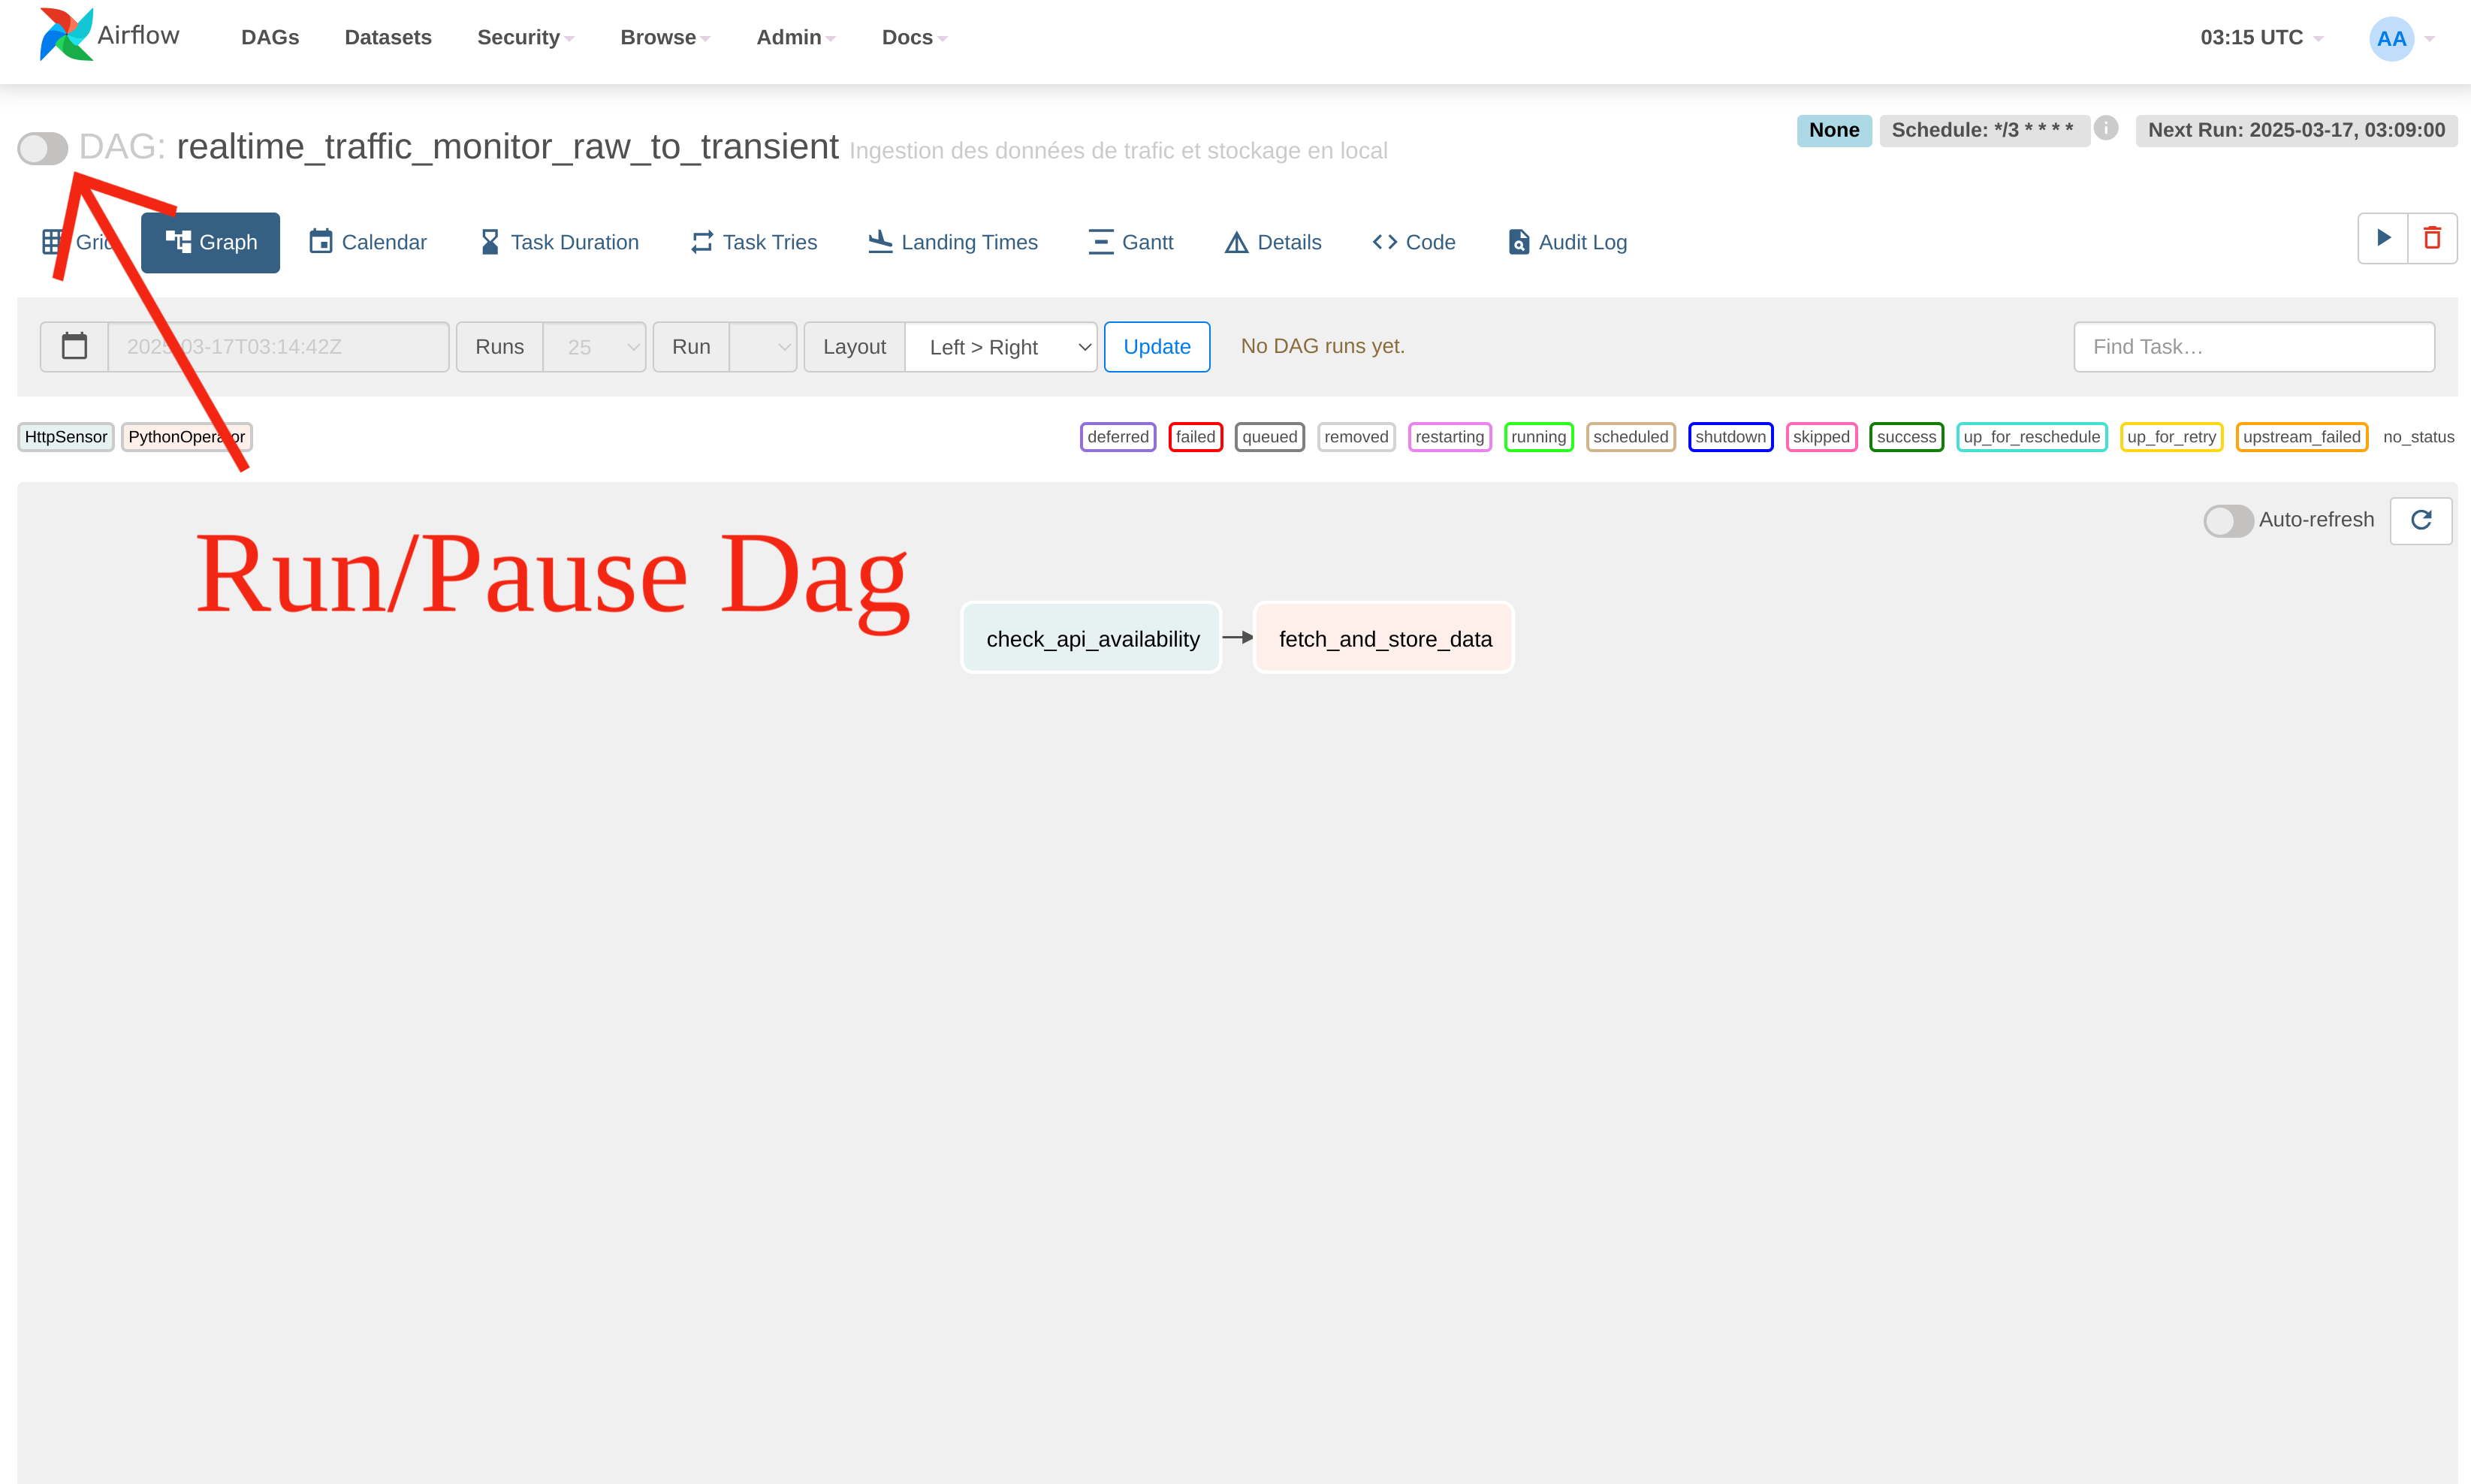 Airflow DAGs Datasets Security Browse Admin Docs 03:15 UTC AA
DAG: realtime_traffic_monitor_raw_to_transient Ingestion des données de trafic et stockage en local None Schedule: */3 * * * * i Next Run: 2025-03-17, 03:09:00
Grid Graph Calendar Task Duration Task Tries Landing Times Gantt Details Code Audit Log
2025-03-17T03:14:42Z Runs 25 Run Layout Left > Right Update No DAG runs yet. Find Task…
HttpSensor PythonOperator deferred failed queued removed restarting running scheduled shutdown skipped success up_for_reschedule up_for_retry upstream_failed no_status
Auto-refresh
Run/Pause Dag
check_api_availability fetch_and_store_data